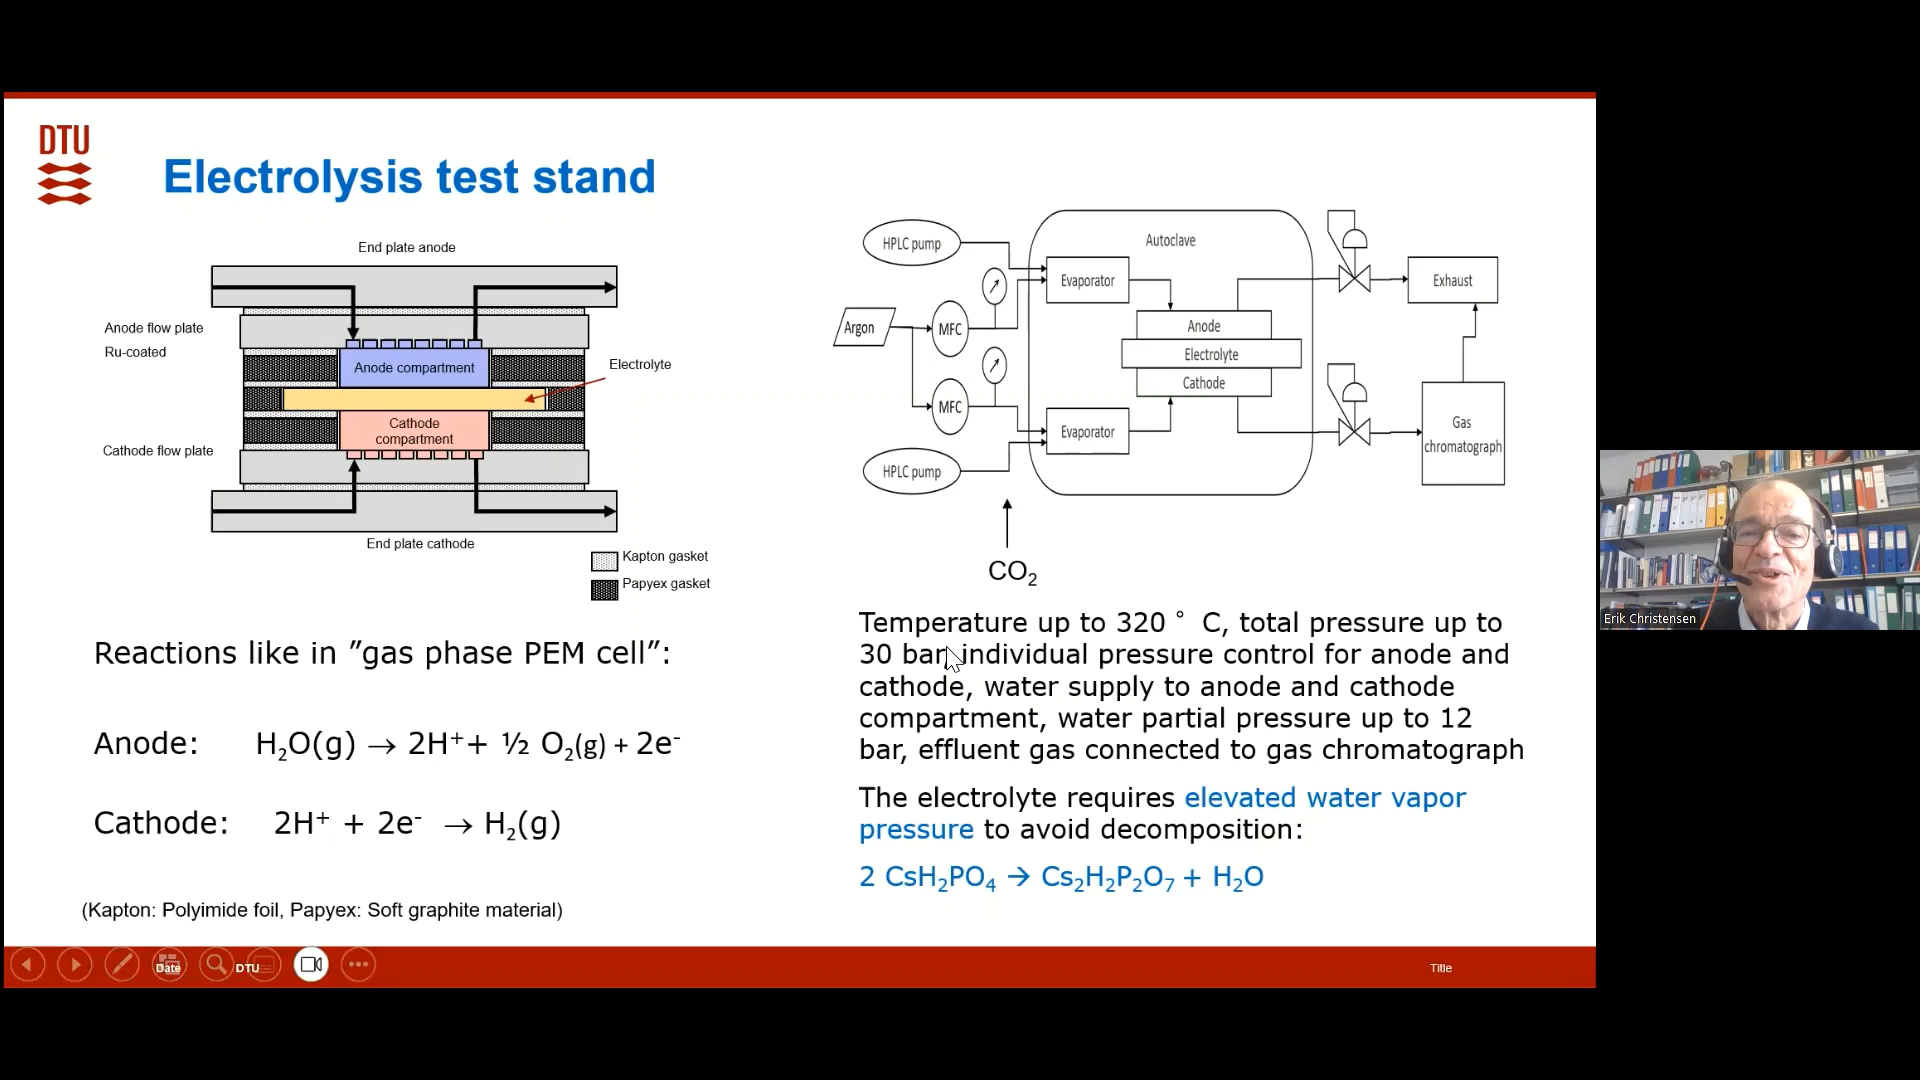 DTU
Electrolysis test stand
End plate anode
Anode flow plate
Ru-coated
Anode compartment
Electrolyte
Cathode
compartment
Cathode flow plate
End plate cathode
Kapton gasket
Papyex gasket
Reactions like in ”gas phase PEM cell”:
Anode: H₂O(g) → 2H⁺+ ½ O₂(g) + 2e⁻
Cathode: 2H⁺ + 2e⁻ → H₂(g)
(Kapton: Polyimide foil, Papyex: Soft graphite material)
HPLC pump
Autoclave
Evaporator
Exhaust
Argon
MFC
Anode
Electrolyte
Cathode
MFC
Evaporator
Gas
chromatograph
HPLC pump
CO₂
Temperature up to 320 ° C, total pressure up to
30 bar, individual pressure control for anode and
cathode, water supply to anode and cathode
compartment, water partial pressure up to 12
bar, effluent gas connected to gas chromatograph
The electrolyte requires elevated water vapor
pressure to avoid decomposition:
2 CsH₂PO₄ → Cs₂H₂P₂O₇ + H₂O
Date
DTU
Title
Erik Christensen